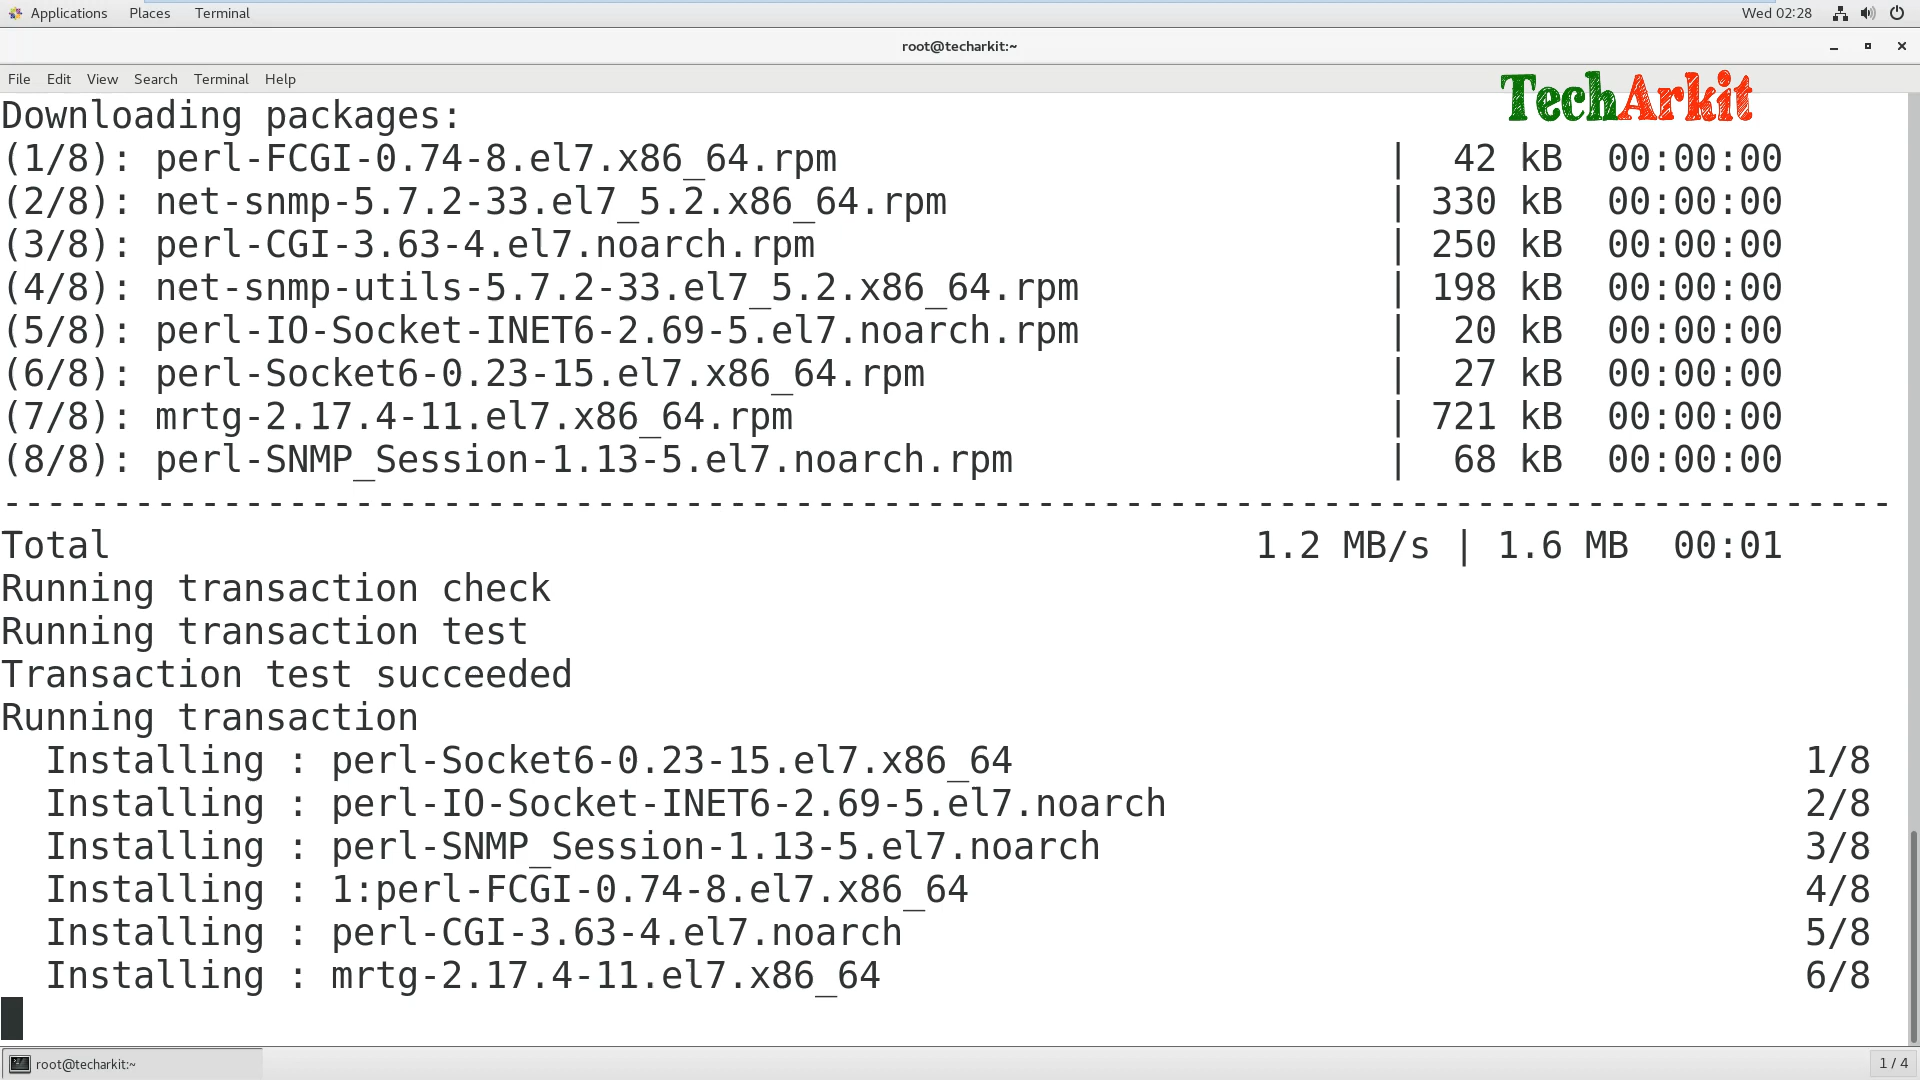 Applications Places Terminal Wed 02:28
root@techarkit:~
File Edit View Search Terminal Help
TechArkit
Downloading packages:
(1/8): perl-FCGI-0.74-8.el7.x86_64.rpm | 42 kB 00:00:00
(2/8): net-snmp-5.7.2-33.el7_5.2.x86_64.rpm | 330 kB 00:00:00
(3/8): perl-CGI-3.63-4.el7.noarch.rpm | 250 kB 00:00:00
(4/8): net-snmp-utils-5.7.2-33.el7_5.2.x86_64.rpm | 198 kB 00:00:00
(5/8): perl-IO-Socket-INET6-2.69-5.el7.noarch.rpm | 20 kB 00:00:00
(6/8): perl-Socket6-0.23-15.el7.x86_64.rpm | 27 kB 00:00:00
(7/8): mrtg-2.17.4-11.el7.x86_64.rpm | 721 kB 00:00:00
(8/8): perl-SNMP_Session-1.13-5.el7.noarch.rpm | 68 kB 00:00:00
--------------------------------------------------------------------------------------
Total 1.2 MB/s | 1.6 MB 00:01
Running transaction check
Running transaction test
Transaction test succeeded
Running transaction
Installing : perl-Socket6-0.23-15.el7.x86_64 1/8
Installing : perl-IO-Socket-INET6-2.69-5.el7.noarch 2/8
Installing : perl-SNMP_Session-1.13-5.el7.noarch 3/8
Installing : 1:perl-FCGI-0.74-8.el7.x86_64 4/8
Installing : perl-CGI-3.63-4.el7.noarch 5/8
Installing : mrtg-2.17.4-11.el7.x86_64 6/8
root@techarkit:~ 1 / 4